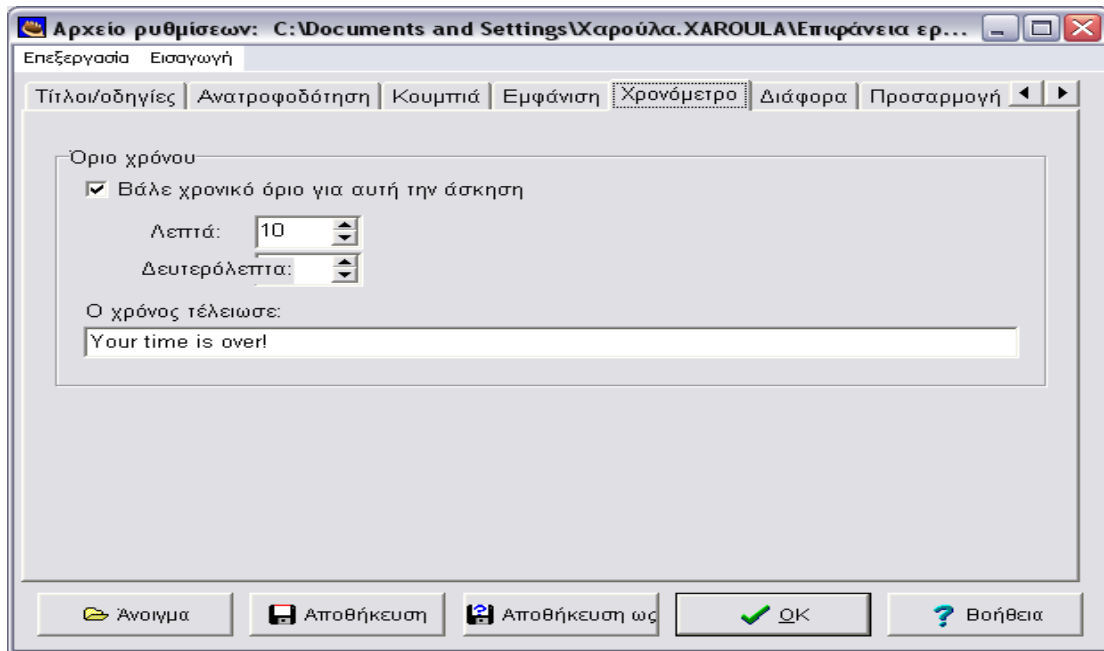 Αρχείο ρυθμίσεων: C:\Documents and Settings\Χαρούλα.XAROULA\Επιφάνεια ερ...
Επεξεργασία Εισαγωγή
Τίτλοι/οδηγίες Ανατροφοδότηση Κουμπιά Εμφάνιση Χρονόμετρο Διάφορα Προσαρμογή
Όριο χρόνου
Βάλε χρονικό όριο για αυτή την άσκηση
Λεπτά: 10
Δευτερόλεπτα:
Ο χρόνος τέλειωσε:
Your time is over!
Άνοιγμα Αποθήκευση Αποθήκευση ως OK Βοήθεια